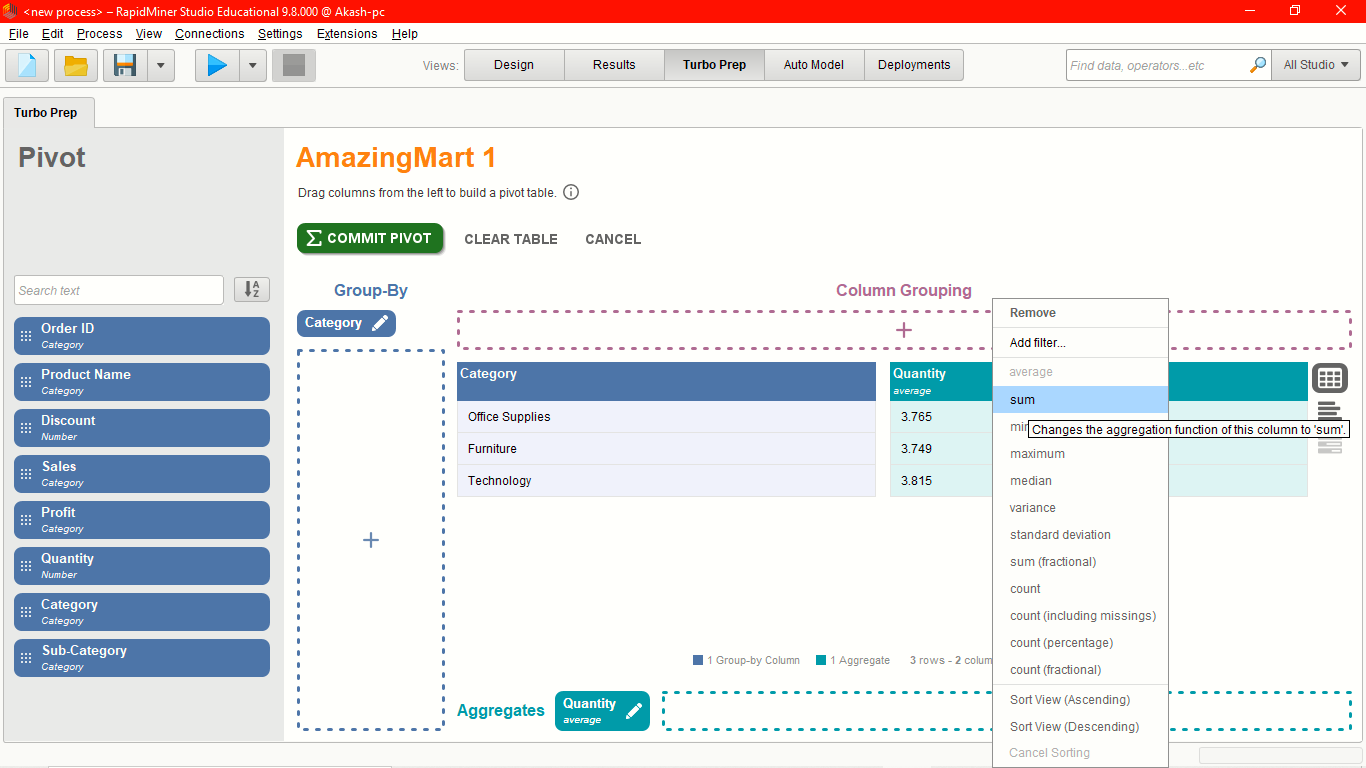 <new process> – RapidMiner Studio Educational 9.8.000 @ Akash-pc
File Edit Process View Connections Settings Extensions Help
Views: Design Results Turbo Prep Auto Model Deployments
Find data, operators...etc
All Studio
Turbo Prep
Pivot
AmazingMart 1
Drag columns from the left to build a pivot table.
COMMIT PIVOT CLEAR TABLE CANCEL
Search text
Order ID
Category
Product Name
Category
Discount
Number
Sales
Category
Profit
Category
Quantity
Number
Category
Category
Sub-Category
Category
Group-By
Category
Column Grouping
Category
Quantity
average
Office Supplies 3.765
Furniture 3.749
Technology 3.815
1 Group-by Column 1 Aggregate 3 rows - 2 colum
Aggregates
Quantity
average
Remove
Add filter...
average
sum
Changes the aggregation function of this column to 'sum'.
maximum
median
variance
standard deviation
sum (fractional)
count
count (including missings)
count (percentage)
count (fractional)
Sort View (Ascending)
Sort View (Descending)
Cancel Sorting